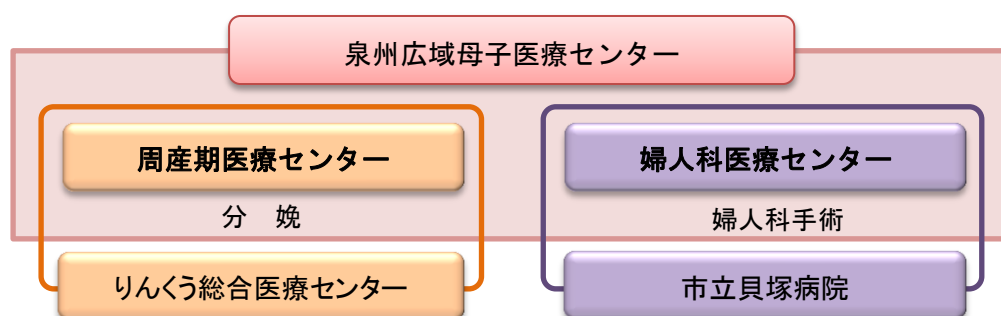 泉州広域母子医療センター
周産期医療センター
分　娩
りんくう総合医療センター
婦人科医療センター
婦人科手術
市立貝塚病院